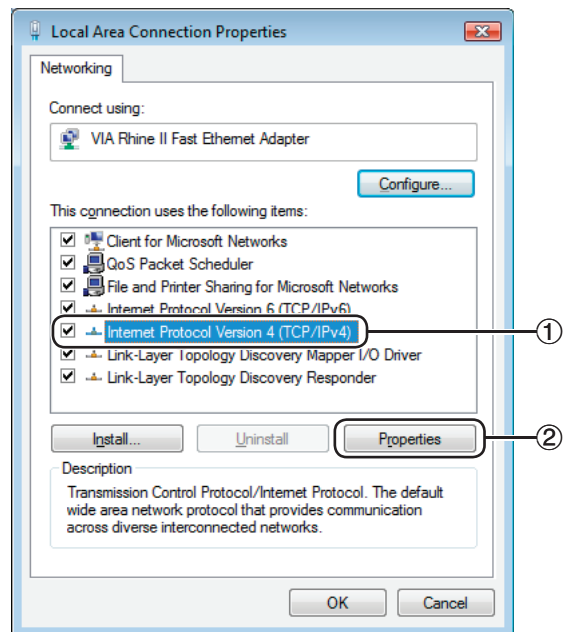 Local Area Connection Properties
Networking
Connect using:
VIA Rhine II Fast Ethernet Adapter
Configure...
This connection uses the following items:
Client for Microsoft Networks
QoS Packet Scheduler
File and Printer Sharing for Microsoft Networks
Internet Protocol Version 6 (TCP/IPv6)
Internet Protocol Version 4 (TCP/IPv4)
①
Link-Layer Topology Discovery Mapper I/O Driver
Link-Layer Topology Discovery Responder
Install...
Uninstall
Properties
②
Description
Transmission Control Protocol/Internet Protocol. The default
wide area network protocol that provides communication
across diverse interconnected networks.
OK
Cancel